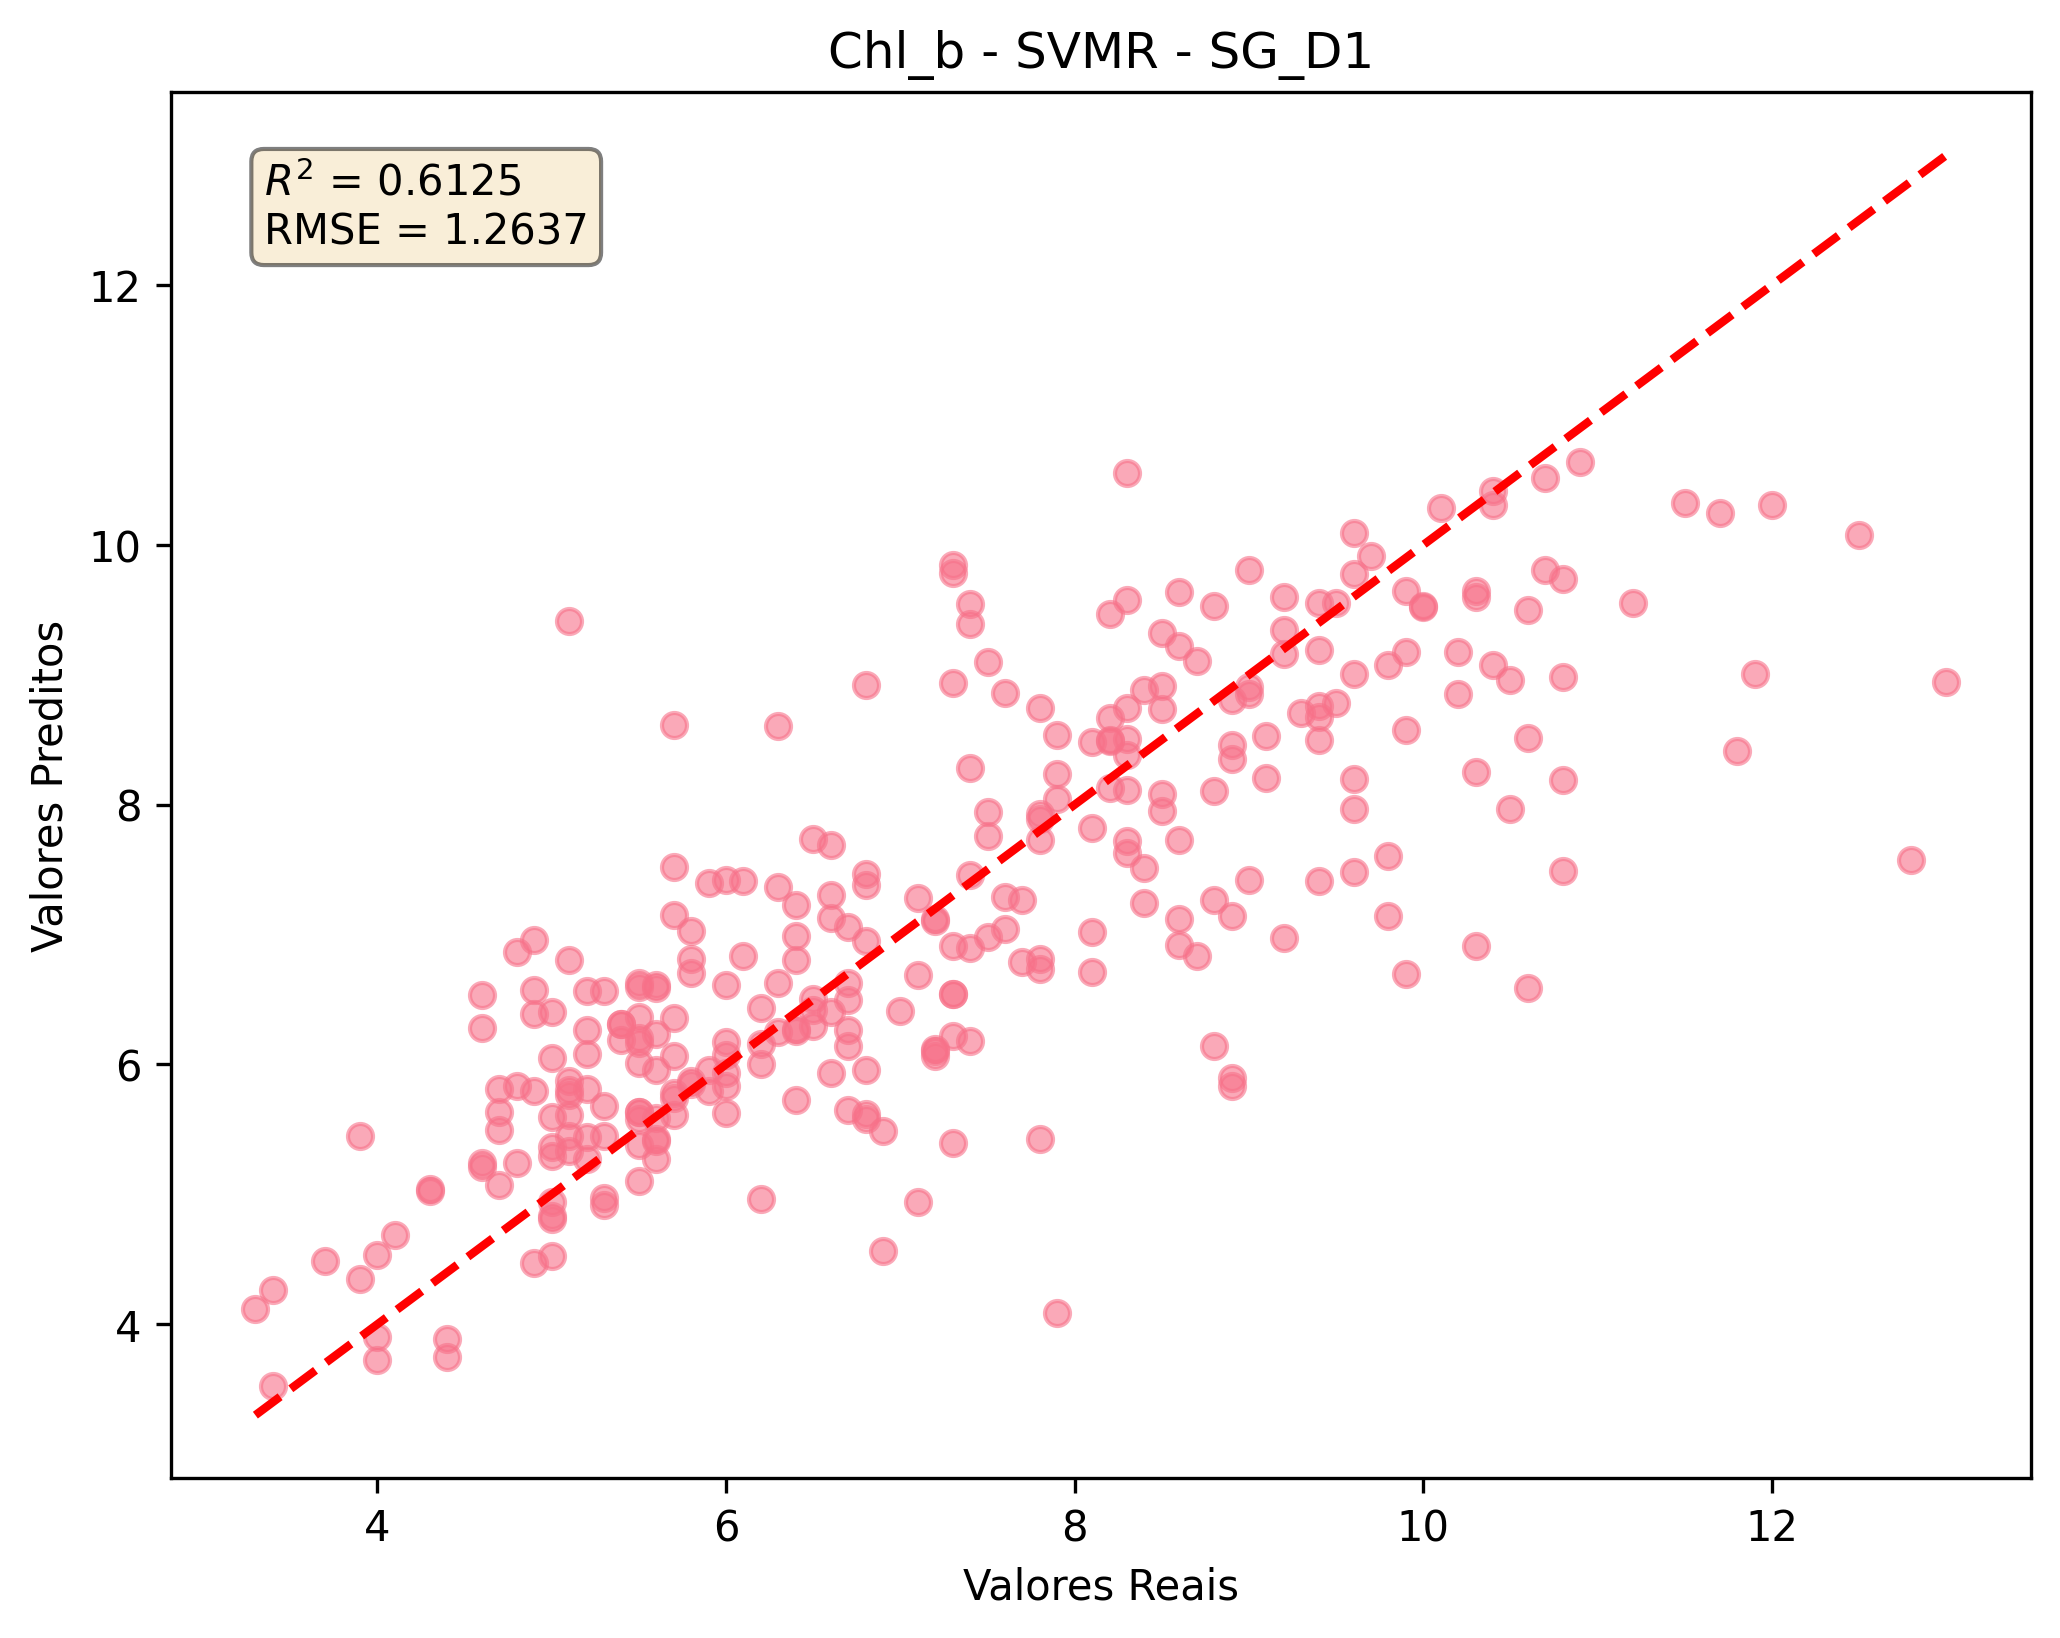 Chl_b - SVMR - SG_D1
R² = 0.6125
RMSE = 1.2637
12
10
8
6
4
Valores Preditos
4 6 8 10 12
Valores Reais